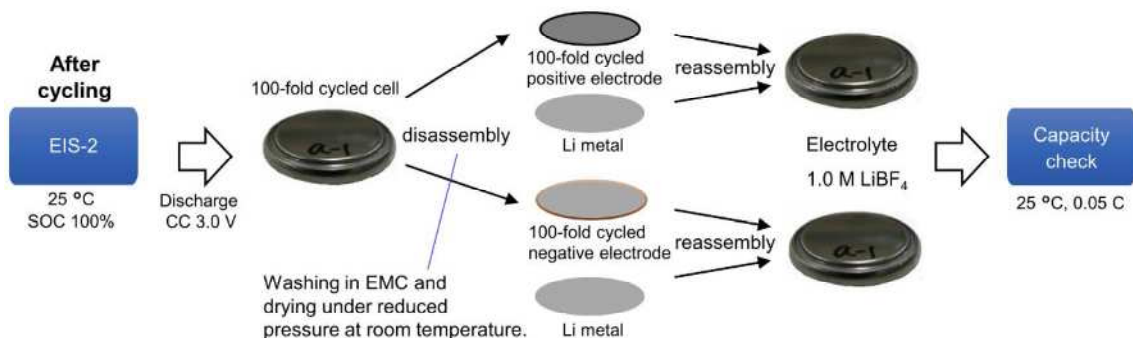 After
cycling
EIS-2
25 °C
SOC 100%
Discharge
CC 3.0 V
100-fold cycled cell
a-1
disassembly
Washing in EMC and
drying under reduced
pressure at room temperature.
100-fold cycled
positive electrode
Li metal
100-fold cycled
negative electrode
Li metal
reassembly
reassembly
a-1
Electrolyte
1.0 M LiBF₄
a-1
Capacity
check
25 °C, 0.05 C